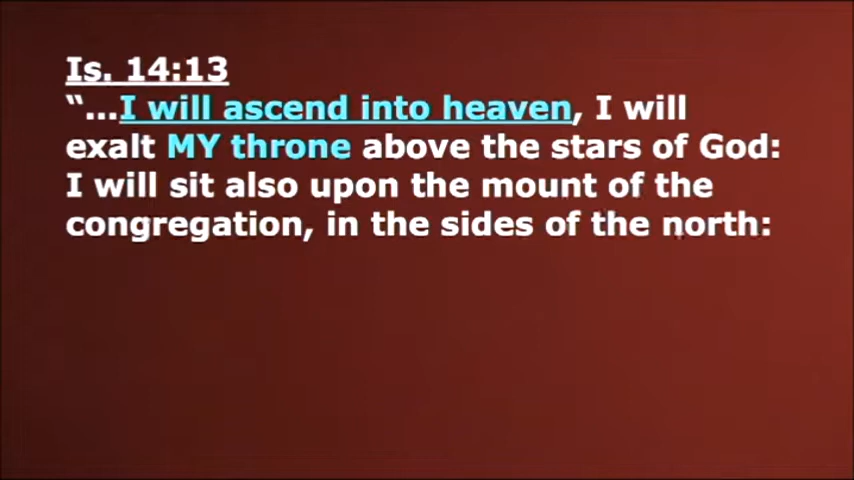 Is. 14:13
“...I will ascend into heaven, I will
exalt MY throne above the stars of God:
I will sit also upon the mount of the
congregation, in the sides of the north: